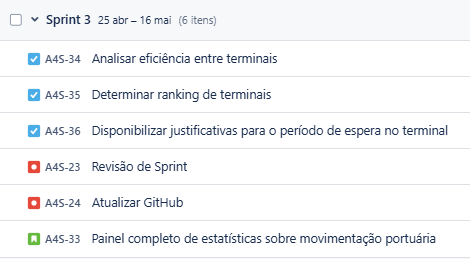 Sprint 3 25 abr – 16 mai (6 itens)
A4S-34 Analisar eficiência entre terminais
A4S-35 Determinar ranking de terminais
A4S-36 Disponibilizar justificativas para o período de espera no terminal
A4S-23 Revisão de Sprint
A4S-24 Atualizar GitHub
A4S-33 Painel completo de estatísticas sobre movimentação portuária